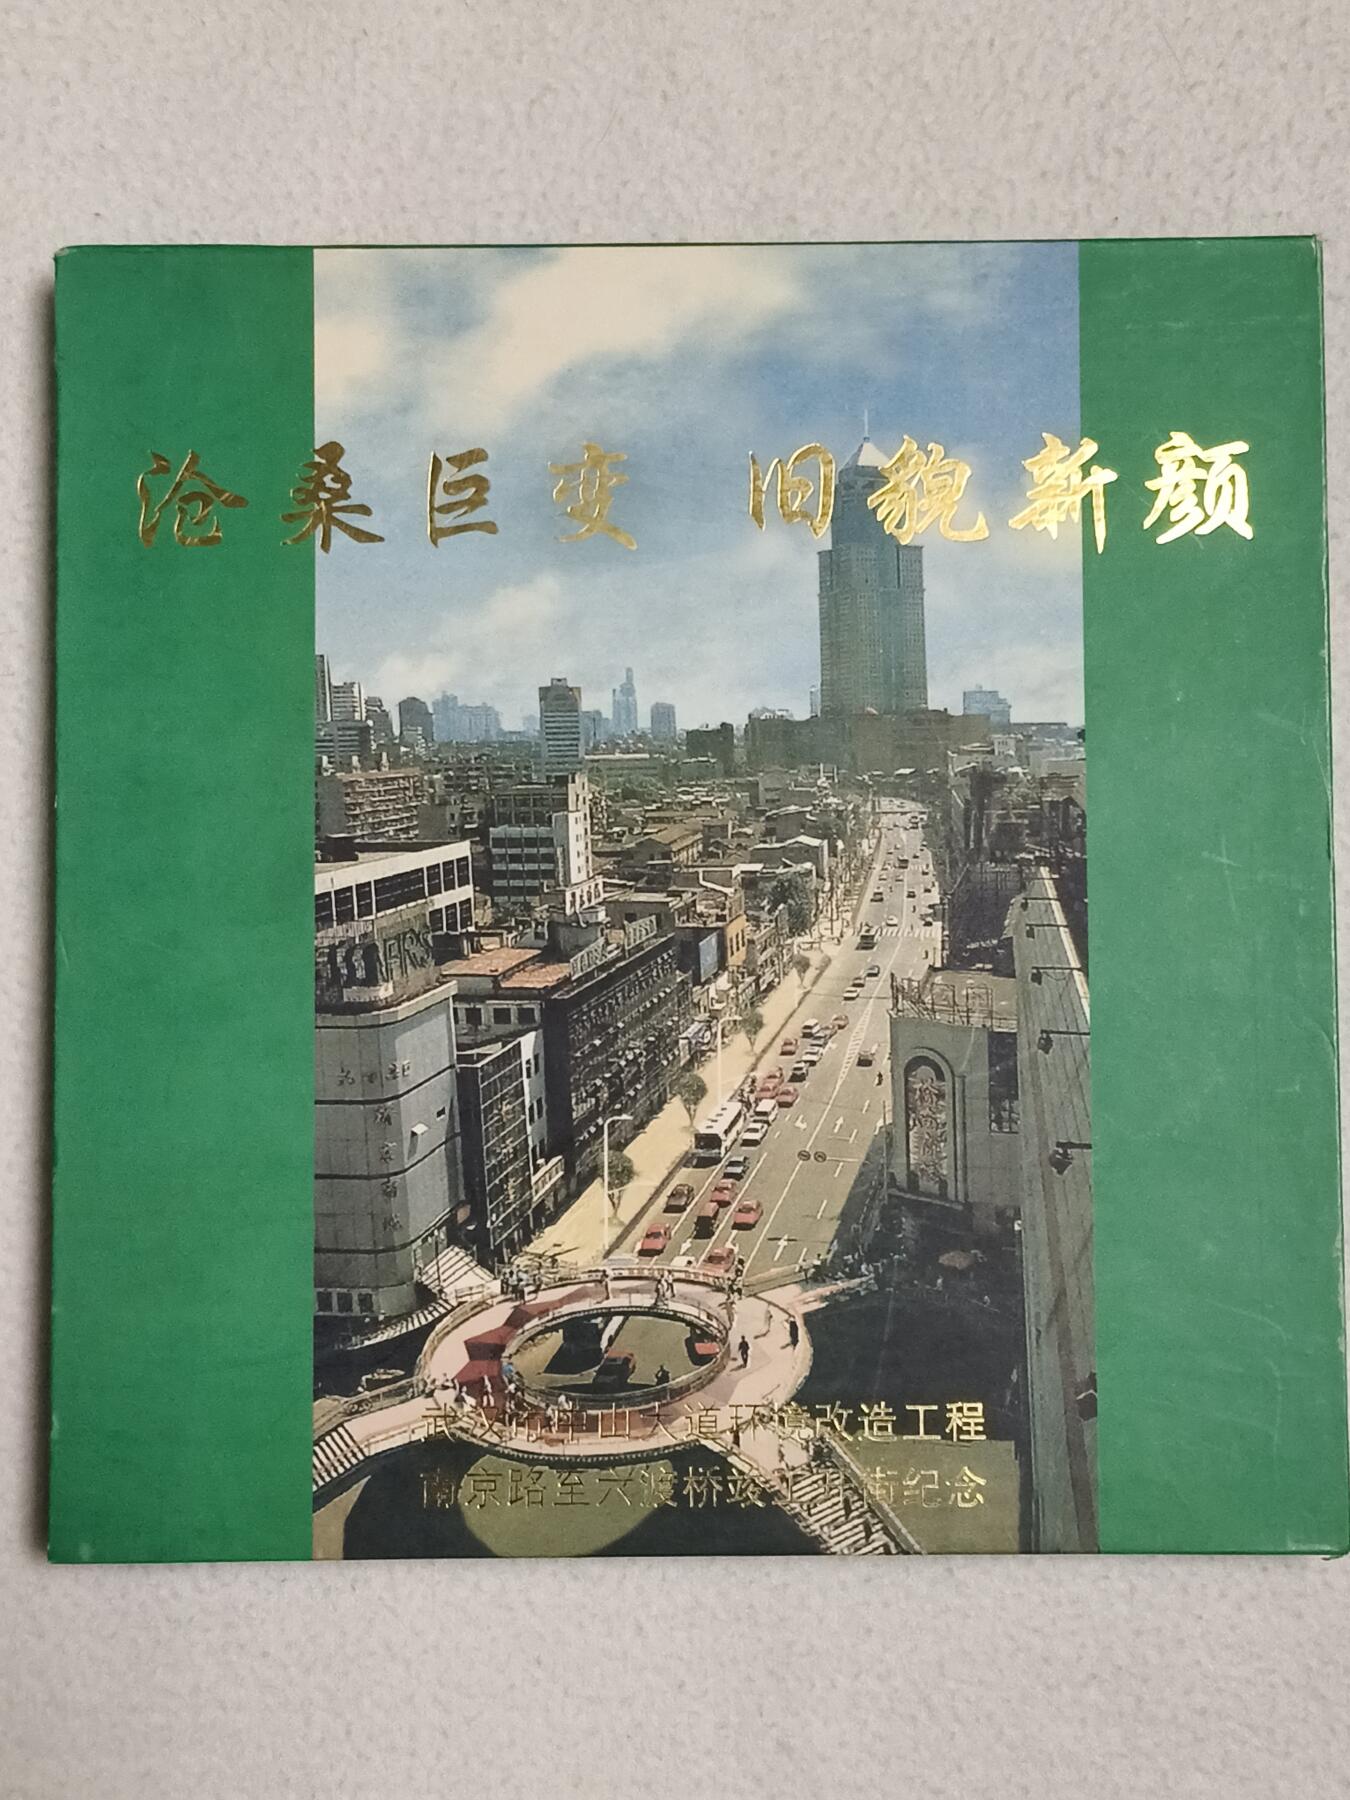 沧桑巨变 旧貌新颜
武汉市中山大道环境改造工程
南京路至六渡桥竣工开街纪念